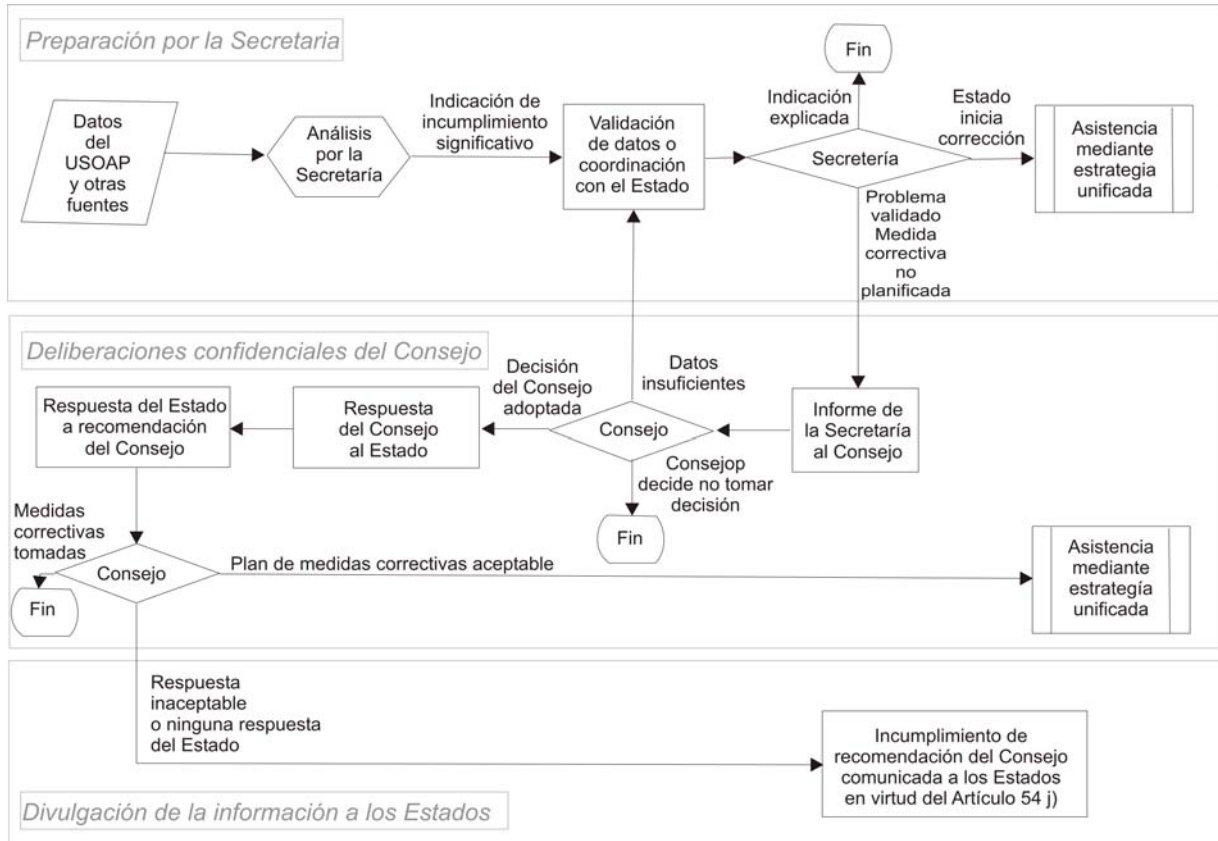 Preparación por la Secretaria
Fin
Datos
del
USOAP
y otras
fuentes
Análisis
por la
Secretaría
Indicación de
incumplimiento
significativo
Validación
de datos o
coordinación
con el Estado
Indicación
explicada
Secretería
Estado
inicia
corrección
Asistencia
mediante
estrategia
unificada
Problema
validado
Medida
correctiva
no
planificada
Deliberaciones confidenciales del Consejo
Respuesta del Estado
a recomendación
del Consejo
Respuesta
del Consejo
al Estado
Decisión
del Consejo
adoptada
Datos
insuficientes
Consejo
Informe de
la Secretaría
al Consejo
Consejop
decide no tomar
decisión
Fin
Medidas
correctivas
tomadas
Consejo
Fin
Plan de medidas correctivas aceptable
Asistencia
mediante
estrategía
unificada
Respuesta
inaceptable
o ninguna respuesta
del Estado
Incumplimiento de
recomendación del Consejo
comunicada a los Estados
en virtud del Artículo 54 j)
Divulgación de la información a los Estados